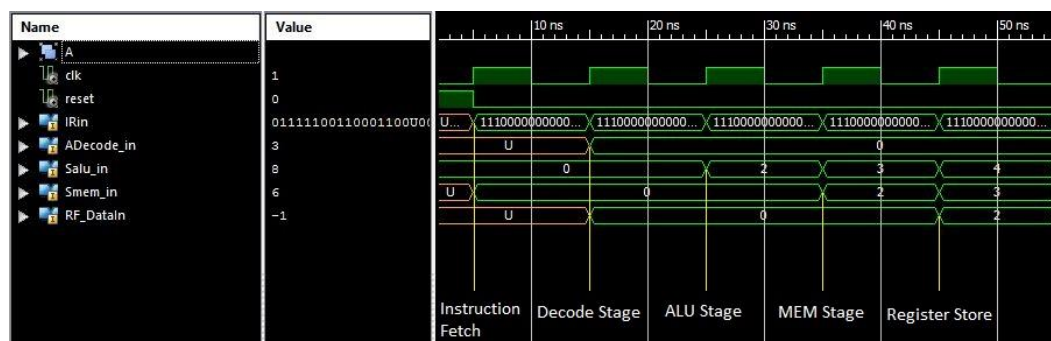 Name Value 10 ns 20 ns 30 ns 40 ns 50 ns
A
clk 1
reset 0
IRin 01111100110001100U0( U... 1110000000000... 1110000000000... 1110000000000... 1110000000000... 1110000000000...
ADecode_in 3 U 0
Salu_in 8 0 2 3 4
Smem_in 6 U 0 2 3
RF_DataIn -1 U 0 2
Instruction Decode Stage ALU Stage MEM Stage Register Store
Fetch